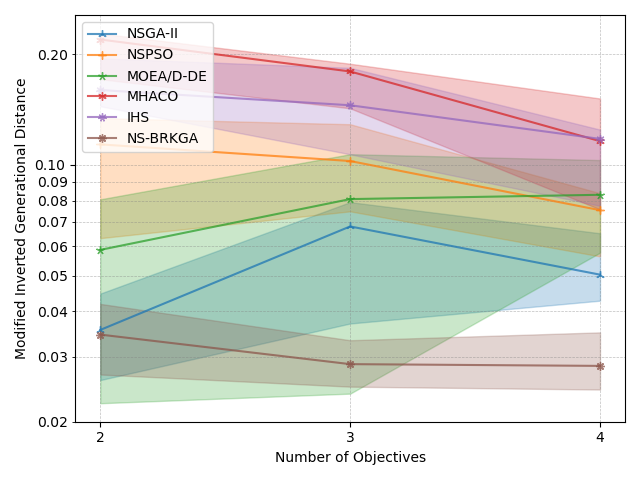 NSGA-II
NSPSO
MOEA/D-DE
MHACO
IHS
NS-BRKGA
Modified Inverted Generational Distance
0.20
0.10
0.09
0.08
0.07
0.06
0.05
0.04
0.03
0.02
2
3
4
Number of Objectives